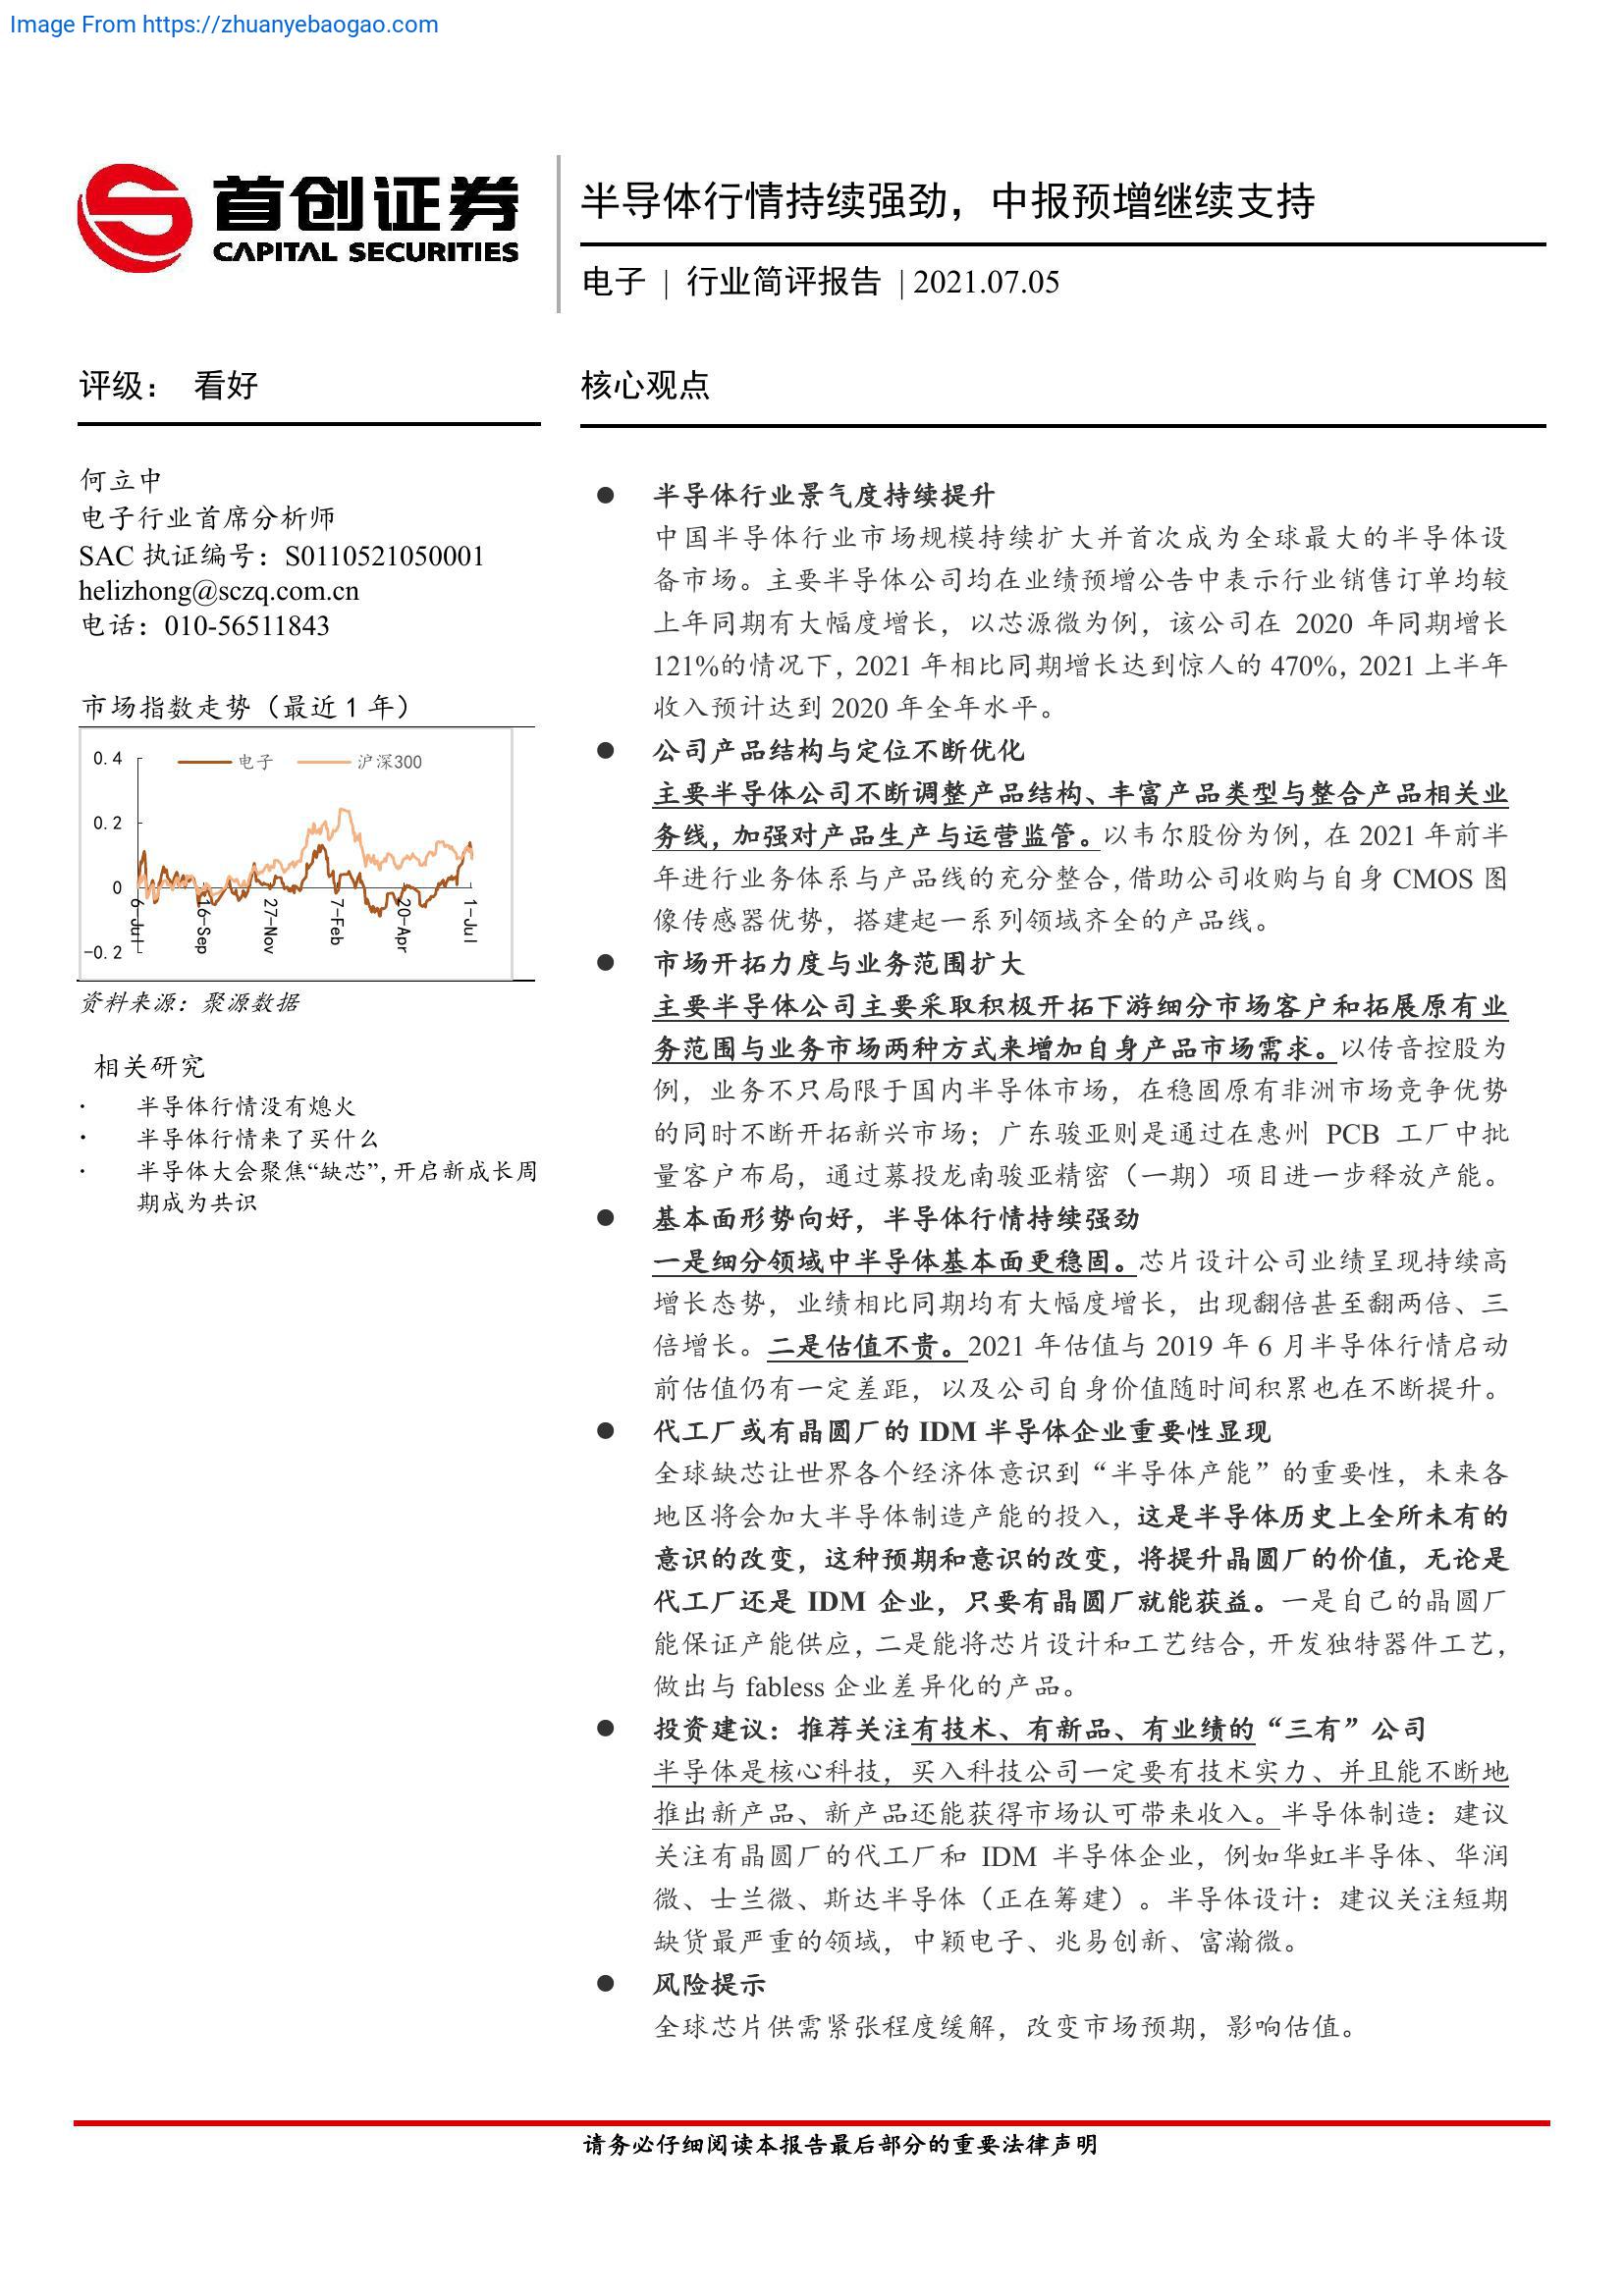 Image From https://zhuanyebaogao.com
首创证券
CAPITAL SECURITIES
半导体行情持续强劲，中报预增继续支持
电子 | 行业简评报告 | 2021.07.05
评级： 看好
何立中
电子行业首席分析师
SAC 执证编号：S0110521050001
helizhong@sczq.com.cn
电话：010-56511843
市场指数走势（最近 1 年）
电子 沪深300
0.4
0.2
0
-0.2
6-Jul
16-Sep
27-Nov
7-Feb
20-Apr
1-Jul
资料来源：聚源数据
相关研究
· 半导体行情没有熄火
· 半导体行情来了买什么
· 半导体大会聚焦“缺芯”，开启新成长周
期成为共识
核心观点
● 半导体行业景气度持续提升
中国半导体行业市场规模持续扩大并首次成为全球最大的半导体设
备市场。主要半导体公司均在业绩预增公告中表示行业销售订单均较
上年同期有大幅度增长，以芯源微为例，该公司在 2020 年同期增长
121%的情况下，2021 年相比同期增长达到惊人的 470%，2021 上半年
收入预计达到 2020 年全年水平。
● 公司产品结构与定位不断优化
主要半导体公司不断调整产品结构、丰富产品类型与整合产品相关业
务线，加强对产品生产与运营监管。以韦尔股份为例，在 2021 年前半
年进行业务体系与产品线的充分整合，借助公司收购与自身 CMOS 图
像传感器优势，搭建起一系列领域齐全的产品线。
● 市场开拓力度与业务范围扩大
主要半导体公司主要采取积极开拓下游细分市场客户和拓展原有业
务范围与业务市场两种方式来增加自身产品市场需求。以传音控股为
例，业务不只局限于国内半导体市场，在稳固原有非洲市场竞争优势
的同时不断开拓新兴市场；广东骏亚则是通过在惠州 PCB 工厂中批
量客户布局，通过募投龙南骏亚精密（一期）项目进一步释放产能。
● 基本面形势向好，半导体行情持续强劲
一是细分领域中半导体基本面更稳固。芯片设计公司业绩呈现持续高
增长态势，业绩相比同期均有大幅度增长，出现翻倍甚至翻两倍、三
倍增长。二是估值不贵。2021 年估值与 2019 年 6 月半导体行情启动
前估值仍有一定差距，以及公司自身价值随时间积累也在不断提升。
● 代工厂或有晶圆厂的 IDM 半导体企业重要性显现
全球缺芯让世界各个经济体意识到“半导体产能”的重要性，未来各
地区将会加大半导体制造产能的投入，这是半导体历史上全所未有的
意识的改变，这种预期和意识的改变，将提升晶圆厂的价值，无论是
代工厂还是 IDM 企业，只要有晶圆厂就能获益。一是自己的晶圆厂
能保证产能供应，二是能将芯片设计和工艺结合，开发独特器件工艺，
做出与 fabless 企业差异化的产品。
● 投资建议：推荐关注有技术、有新品、有业绩的“三有”公司
半导体是核心科技，买入科技公司一定要有技术实力、并且能不断地
推出新产品、新产品还能获得市场认可带来收入。半导体制造：建议
关注有晶圆厂的代工厂和 IDM 半导体企业，例如华虹半导体、华润
微、士兰微、斯达半导体（正在筹建）。半导体设计：建议关注短期
缺货最严重的领域，中颖电子、兆易创新、富瀚微。
● 风险提示
全球芯片供需紧张程度缓解，改变市场预期，影响估值。
请务必仔细阅读本报告最后部分的重要法律声明